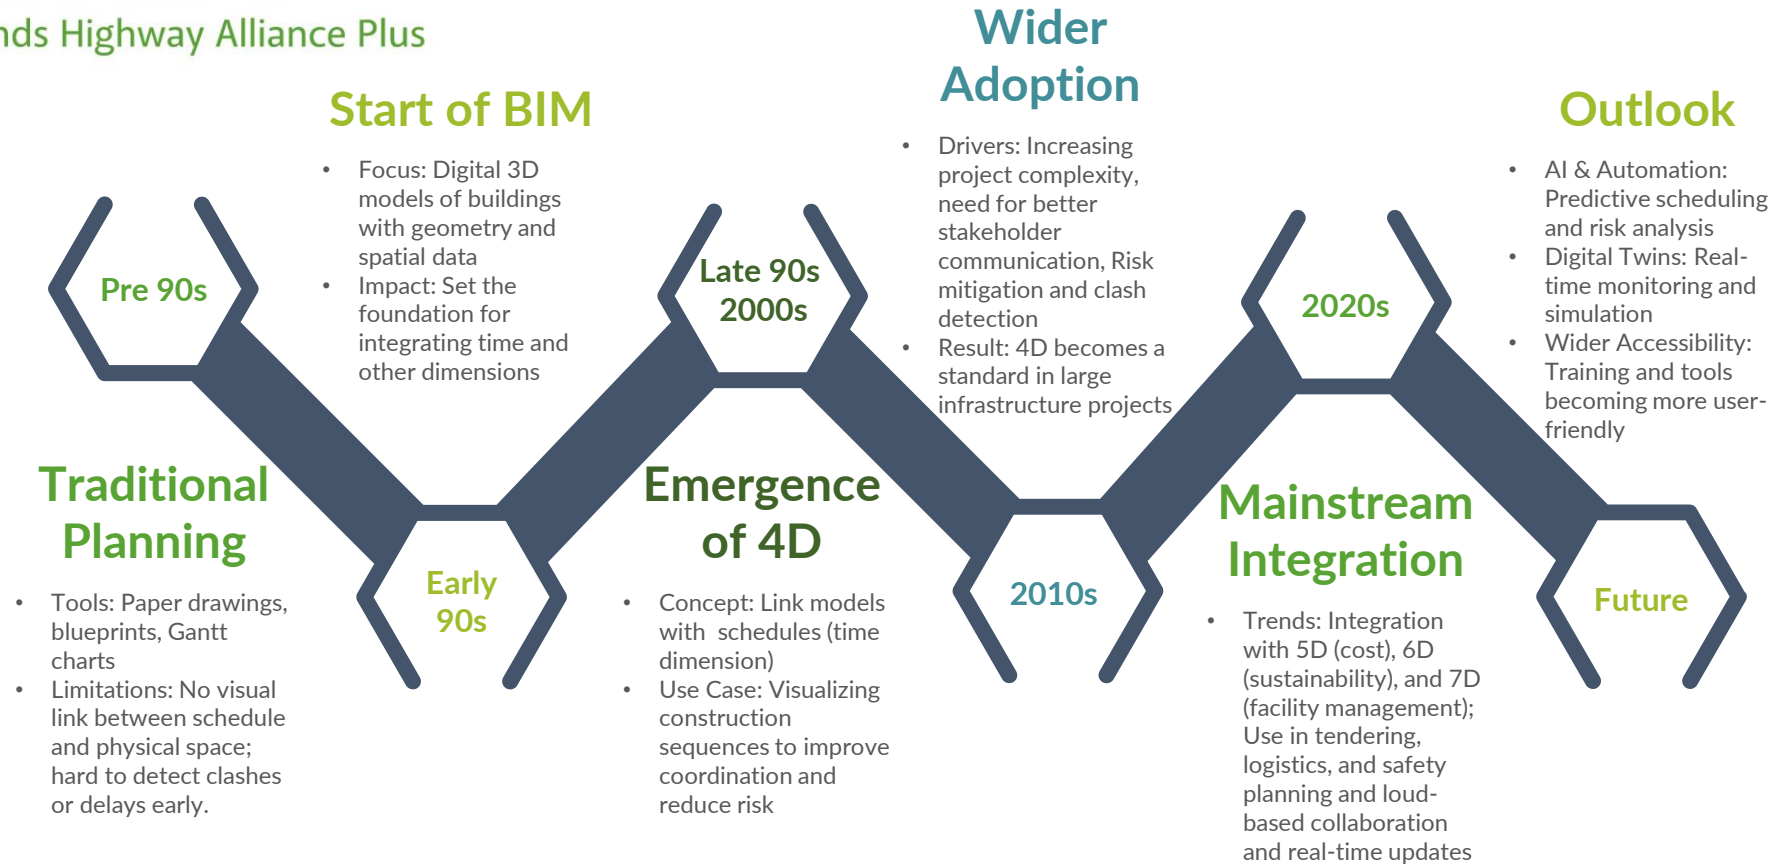 nds Highway Alliance Plus
Pre 90s
Traditional
Planning
• Tools: Paper drawings,
blueprints, Gantt
charts
• Limitations: No visual
link between schedule
and physical space;
hard to detect clashes
or delays early.
Start of BIM
• Focus: Digital 3D
models of buildings
with geometry and
spatial data
• Impact: Set the
foundation for
integrating time and
other dimensions
Early
90s
Late 90s
2000s
Emergence
of 4D
• Concept: Link models
with schedules (time
dimension)
• Use Case: Visualizing
construction
sequences to improve
coordination and
reduce risk
Wider
Adoption
• Drivers: Increasing
project complexity,
need for better
stakeholder
communication, Risk
mitigation and clash
detection
• Result: 4D becomes a
standard in large
infrastructure projects
2010s
2020s
Mainstream
Integration
• Trends: Integration
with 5D (cost), 6D
(sustainability), and 7D
(facility management);
Use in tendering,
logistics, and safety
planning and loud-
based collaboration
and real-time updates
Outlook
• AI & Automation:
Predictive scheduling
and risk analysis
• Digital Twins: Real-
time monitoring and
simulation
• Wider Accessibility:
Training and tools
becoming more user-
friendly
Future